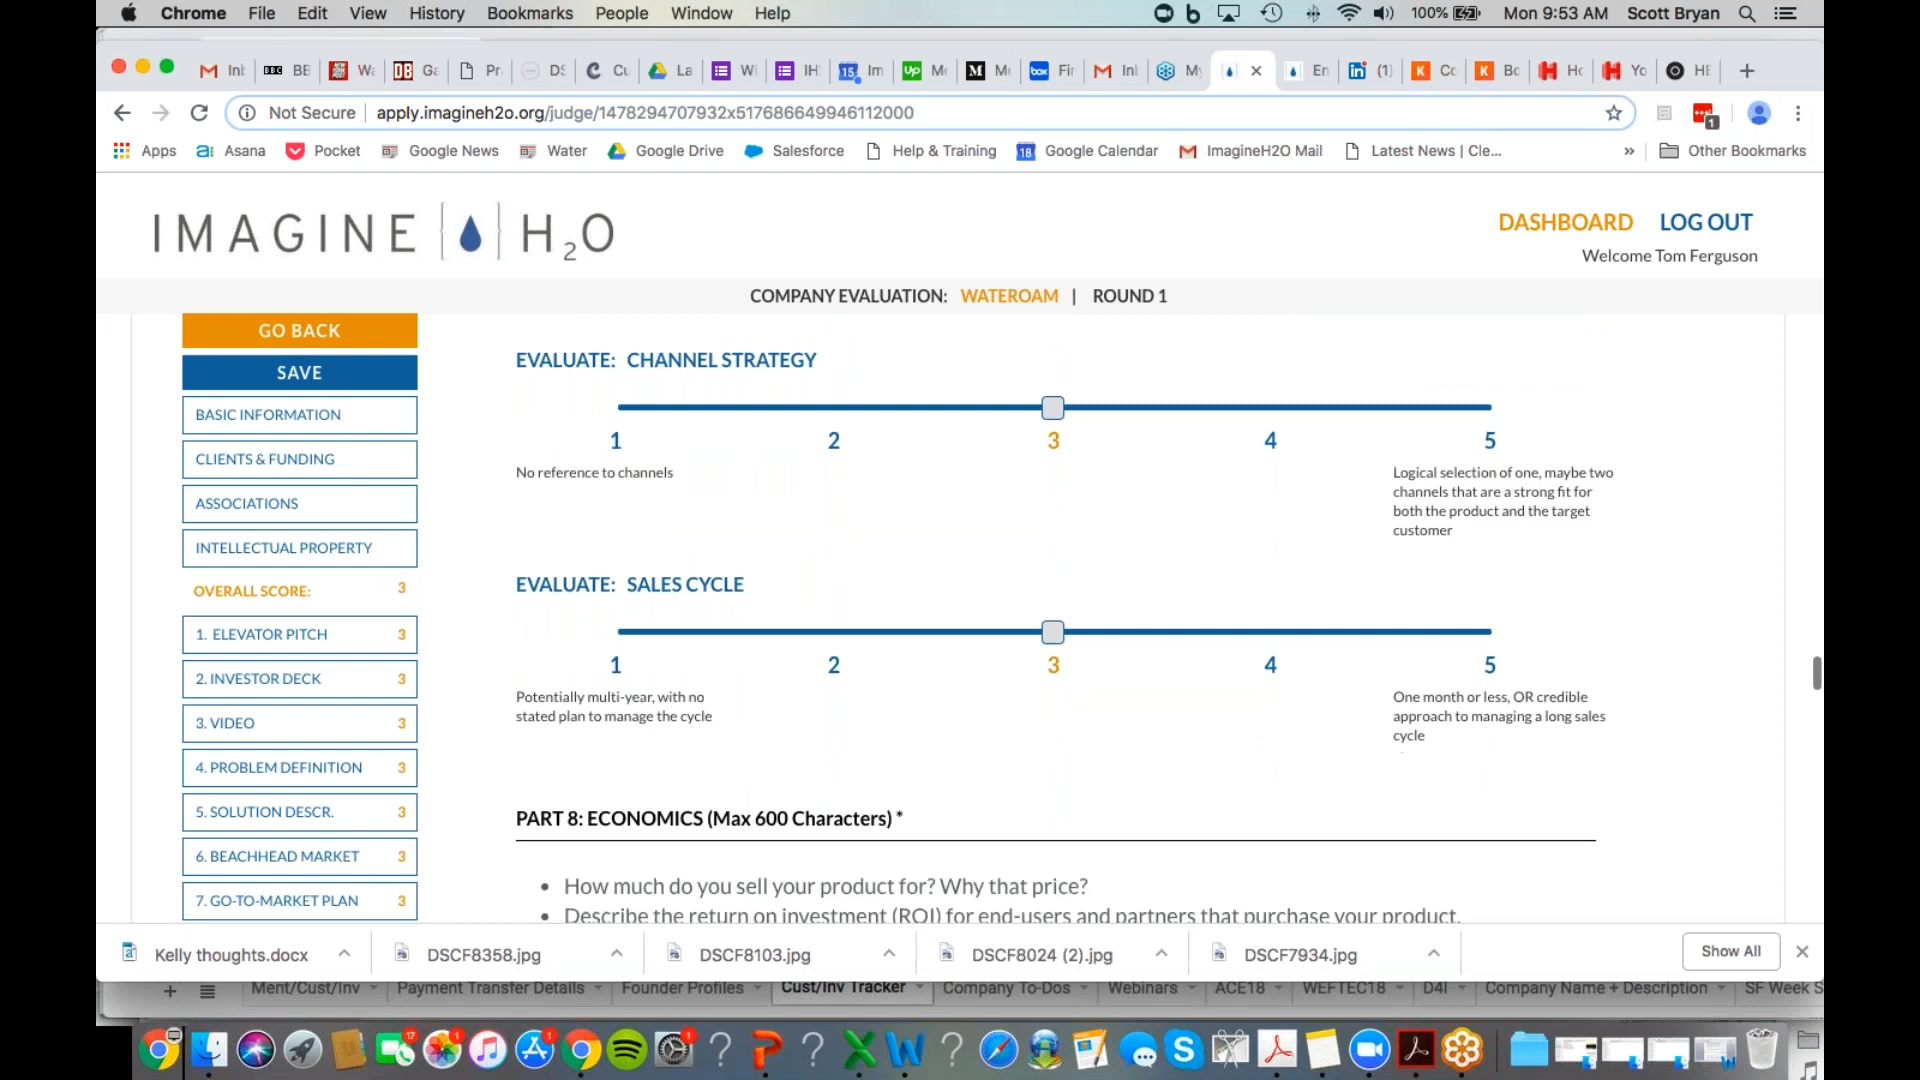 Chrome File Edit View History Bookmarks People Window Help 100% Mon 9:53 AM Scott Bryan
Not Secure apply.imagineh2o.org/judge/1478294707932x517686649946112000
Apps Asana Pocket Google News Water Google Drive Salesforce Help & Training Google Calendar ImagineH2O Mail Latest News | Cle... » Other Bookmarks
IMAGINE H2O
DASHBOARD LOG OUT
Welcome Tom Ferguson
COMPANY EVALUATION: WATEROAM | ROUND 1
GO BACK
SAVE
BASIC INFORMATION
CLIENTS & FUNDING
ASSOCIATIONS
INTELLECTUAL PROPERTY
OVERALL SCORE: 3
1. ELEVATOR PITCH 3
2. INVESTOR DECK 3
3. VIDEO 3
4. PROBLEM DEFINITION 3
5. SOLUTION DESCR. 3
6. BEACHHEAD MARKET 3
7. GO-TO-MARKET PLAN 3
EVALUATE: CHANNEL STRATEGY
1 2 3 4 5
No reference to channels
Logical selection of one, maybe two
channels that are a strong fit for
both the product and the target
customer
EVALUATE: SALES CYCLE
1 2 3 4 5
Potentially multi-year, with no
stated plan to manage the cycle
One month or less, OR credible
approach to managing a long sales
cycle
PART 8: ECONOMICS (Max 600 Characters) *
• How much do you sell your product for? Why that price?
• Describe the return on investment (ROI) for end-users and partners that purchase your product.
Kelly thoughts.docx DSCF8358.jpg DSCF8103.jpg DSCF8024 (2).jpg DSCF7934.jpg Show All
Ment/Cust/Inv Payment Transfer Details Founder Profiles Cust/Inv Tracker Company To-Dos Webinars ACE18 WEFTEC18 D4I Company Name + Description SF Week S